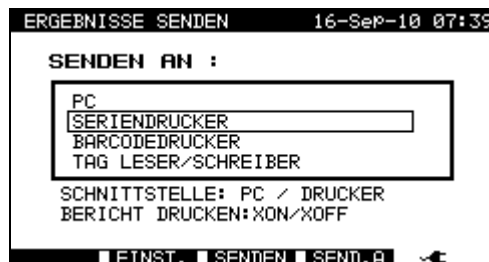 ERGEBNISSE SENDEN 16-Sep-10 07:39
SENDEN AN :
PC
SERIENDRUCKER
BARCODEDRUCKER
TAG LESER/SCHREIBER
SCHNITTSTELLE: PC / DRUCKER
BERICHT DRUCKEN:XON/XOFF
EINST. SENDEN SEND.A